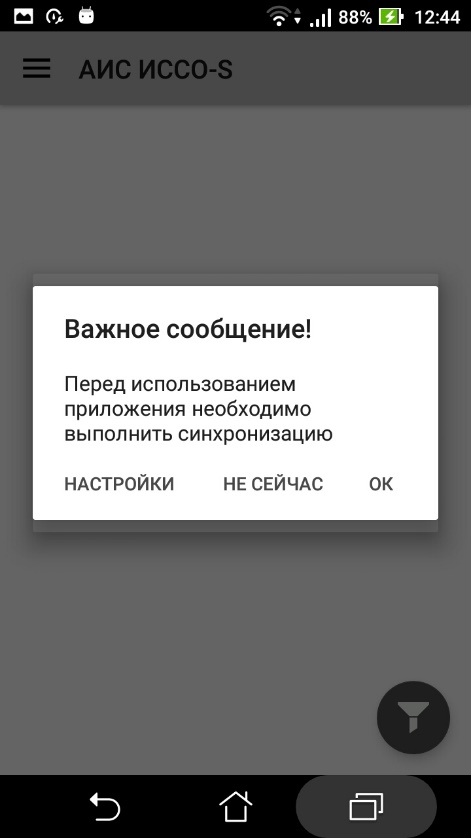 88% 12:44
АИС ИССО-S
Важное сообщение!
Перед использованием
приложения необходимо
выполнить синхронизацию
НАСТРОЙКИ НЕ СЕЙЧАС ОК